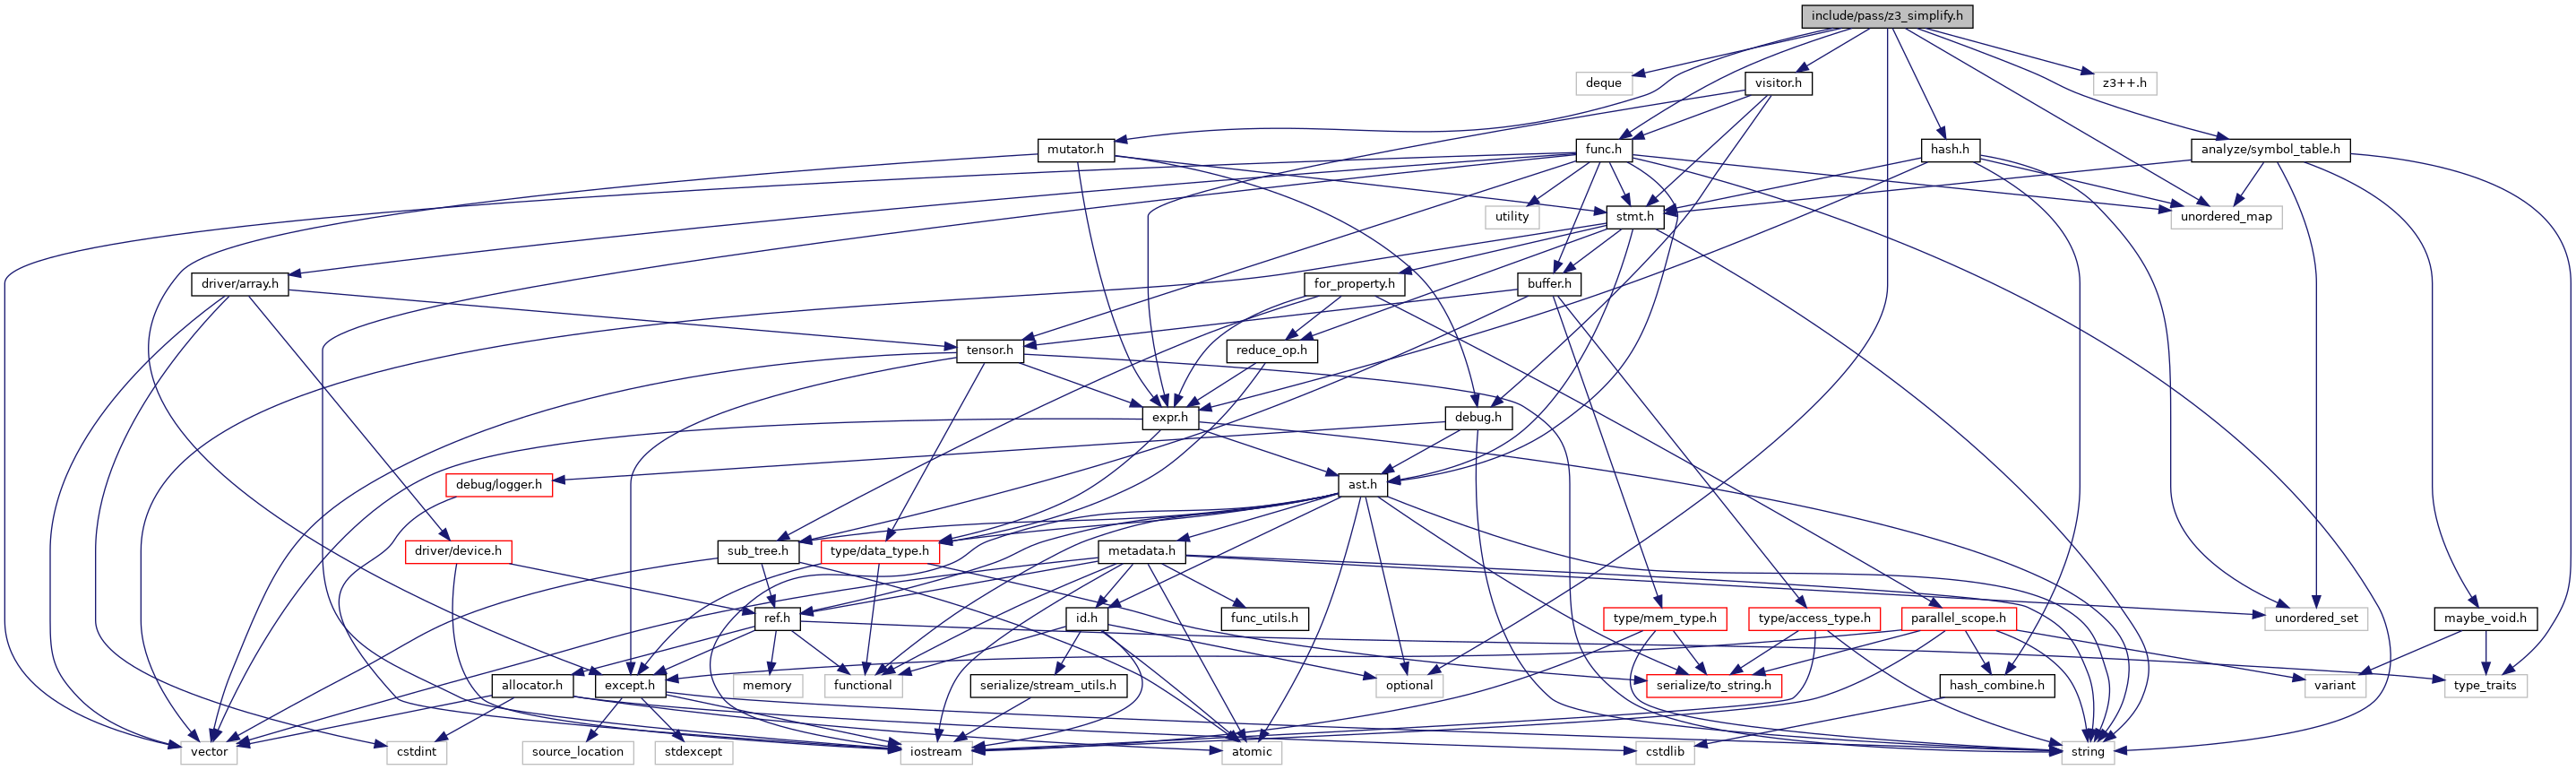 include/pass/z3_simplify.h
deque
visitor.h
z3++.h
mutator.h
func.h
hash.h
analyze/symbol_table.h
utility
stmt.h
unordered_map
driver/array.h
for_property.h
buffer.h
tensor.h
reduce_op.h
expr.h
debug.h
debug/logger.h
ast.h
driver/device.h
sub_tree.h
type/data_type.h
metadata.h
ref.h
id.h
func_utils.h
type/mem_type.h
type/access_type.h
parallel_scope.h
unordered_set
maybe_void.h
allocator.h
except.h
memory
functional
serialize/stream_utils.h
optional
serialize/to_string.h
hash_combine.h
variant
type_traits
vector
cstdint
source_location
stdexcept
iostream
atomic
cstdlib
string